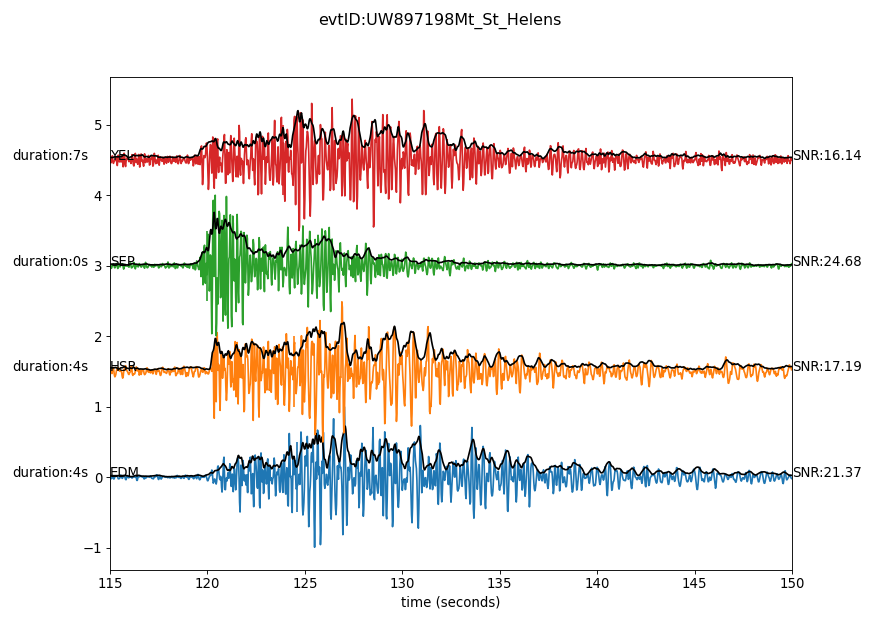 evtID:UW897198Mt_St_Helens
5
duration:7s YEL SNR:16.14
4
duration:0s SEP SNR:24.68
3
2
duration:4s HSR SNR:17.19
1
duration:4s EDM SNR:21.37
0
−1
115 120 125 130 135 140 145 150
time (seconds)